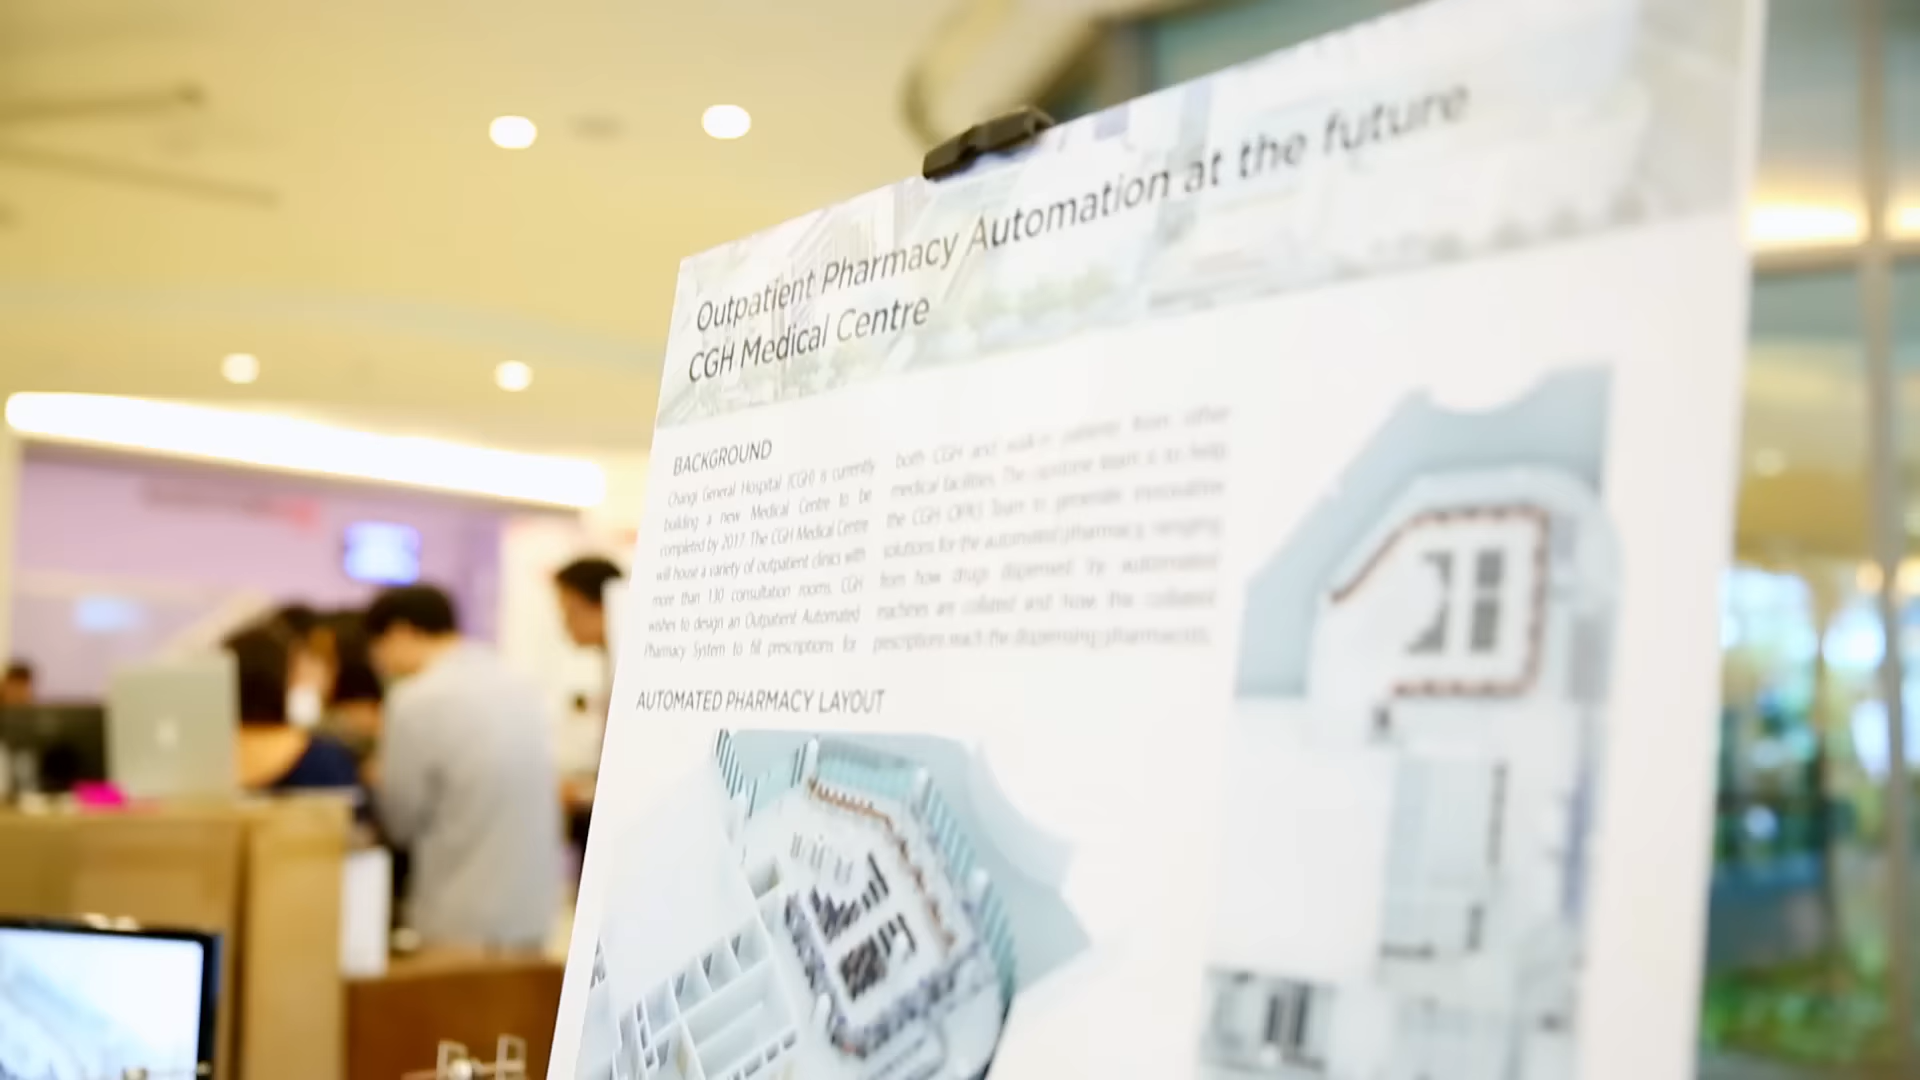 Outpatient Pharmacy Automation at the future
CGH Medical Centre
BACKGROUND
Changi General Hospital (CGH) is currently
building a new Medical Centre to be
completed by 2017. The CGH Medical Centre
will house a variety of outpatient clinics with
more than 130 consultation rooms. CGH
wishes to design an Outpatient Automated
Pharmacy System to fill prescriptions for
both CGH and walk-in patients from other
medical facilities. The capstone team is to help
the CGH OPAS Team to generate innovative
solutions for the automated pharmacy, ranging
from how drugs dispensed by automated
machines are collated and how the collated
prescriptions reach the dispensing pharmacists.
AUTOMATED PHARMACY LAYOUT